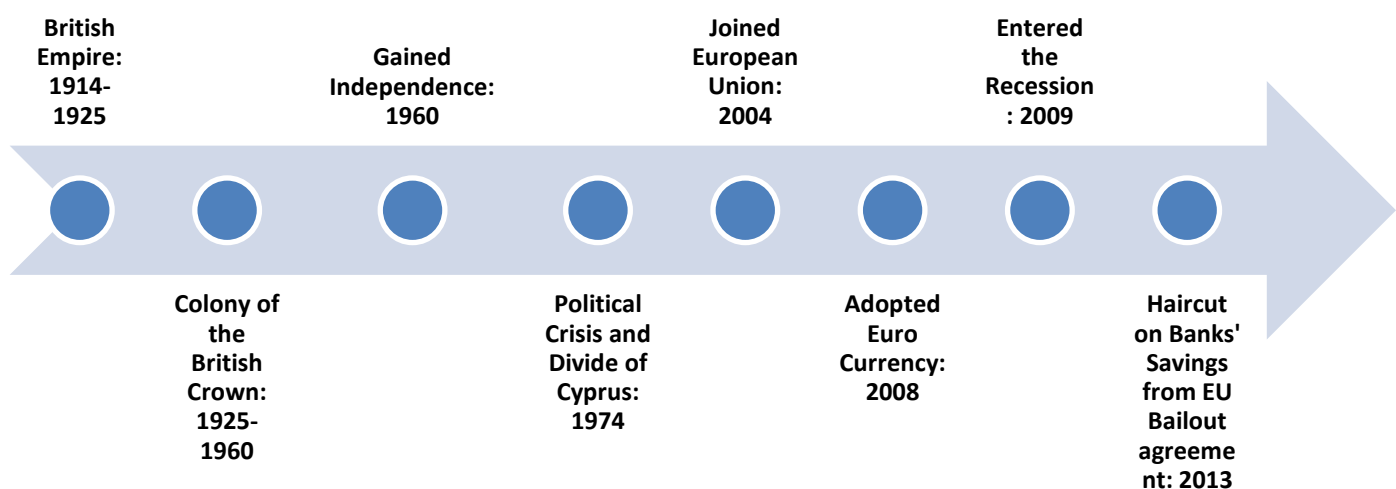 British
Empire:
1914-
1925
Colony of
the
British
Crown:
1925-
1960
Gained
Independence:
1960
Political
Crisis and
Divide of
Cyprus:
1974
Joined
European
Union:
2004
Adopted
Euro
Currency:
2008
Entered
the
Recession
: 2009
Haircut
on Banks'
Savings
from EU
Bailout
agreeme
nt: 2013